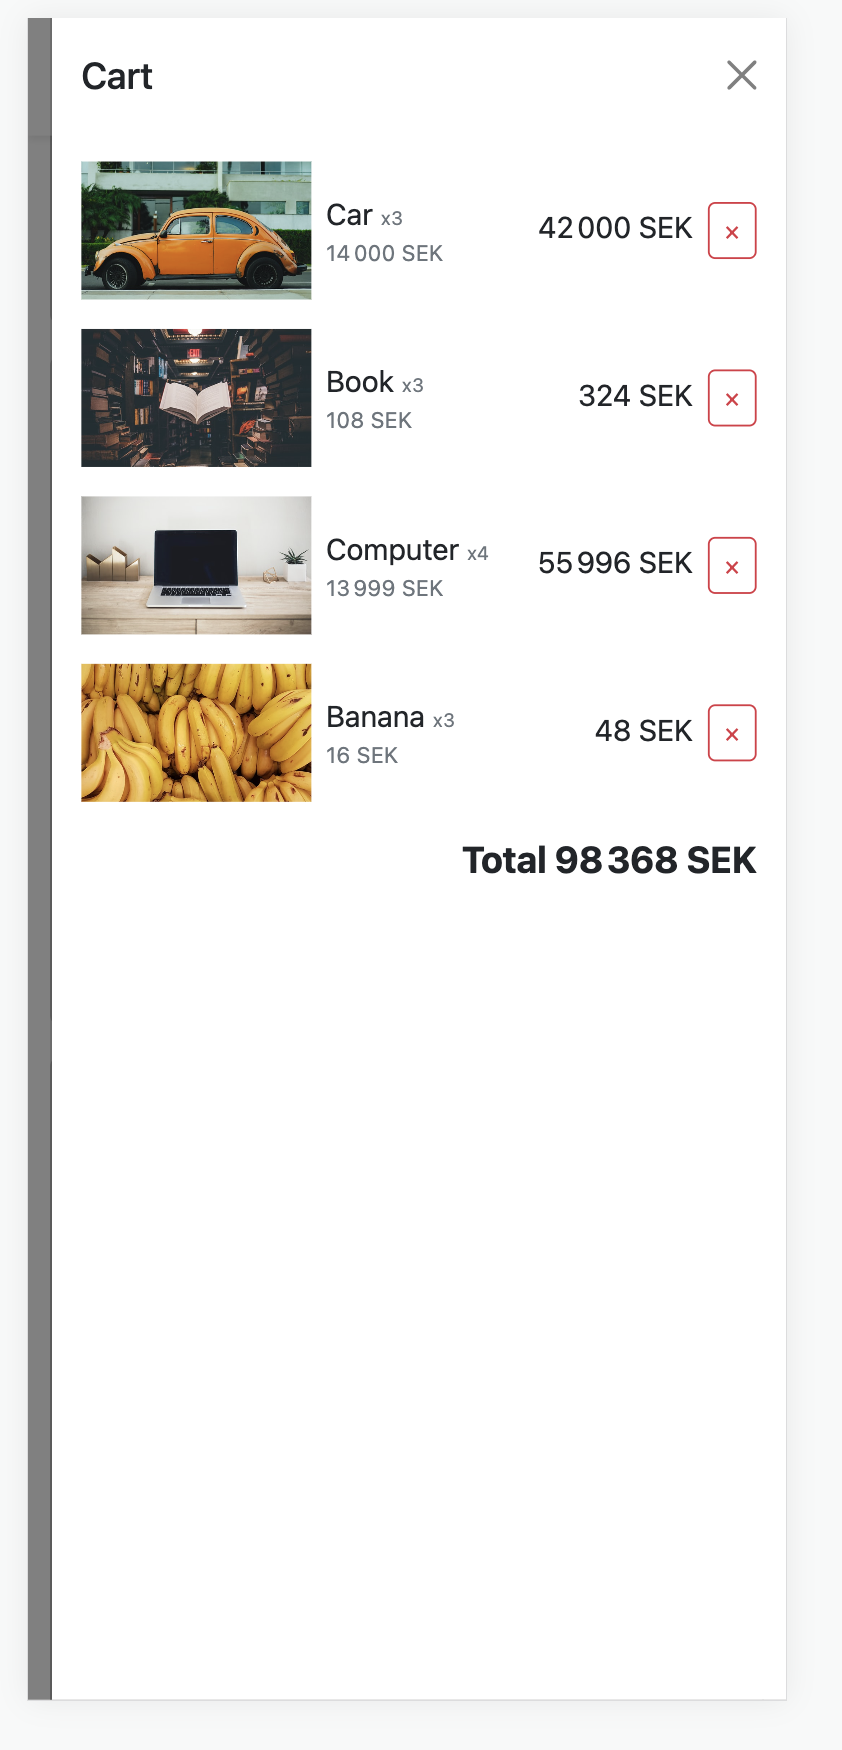 Cart
Car x3
14 000 SEK
42 000 SEK
×
EXIT
Book x3
108 SEK
324 SEK
×
Computer x4
13 999 SEK
55 996 SEK
×
Banana x3
16 SEK
48 SEK
×
Total 98 368 SEK